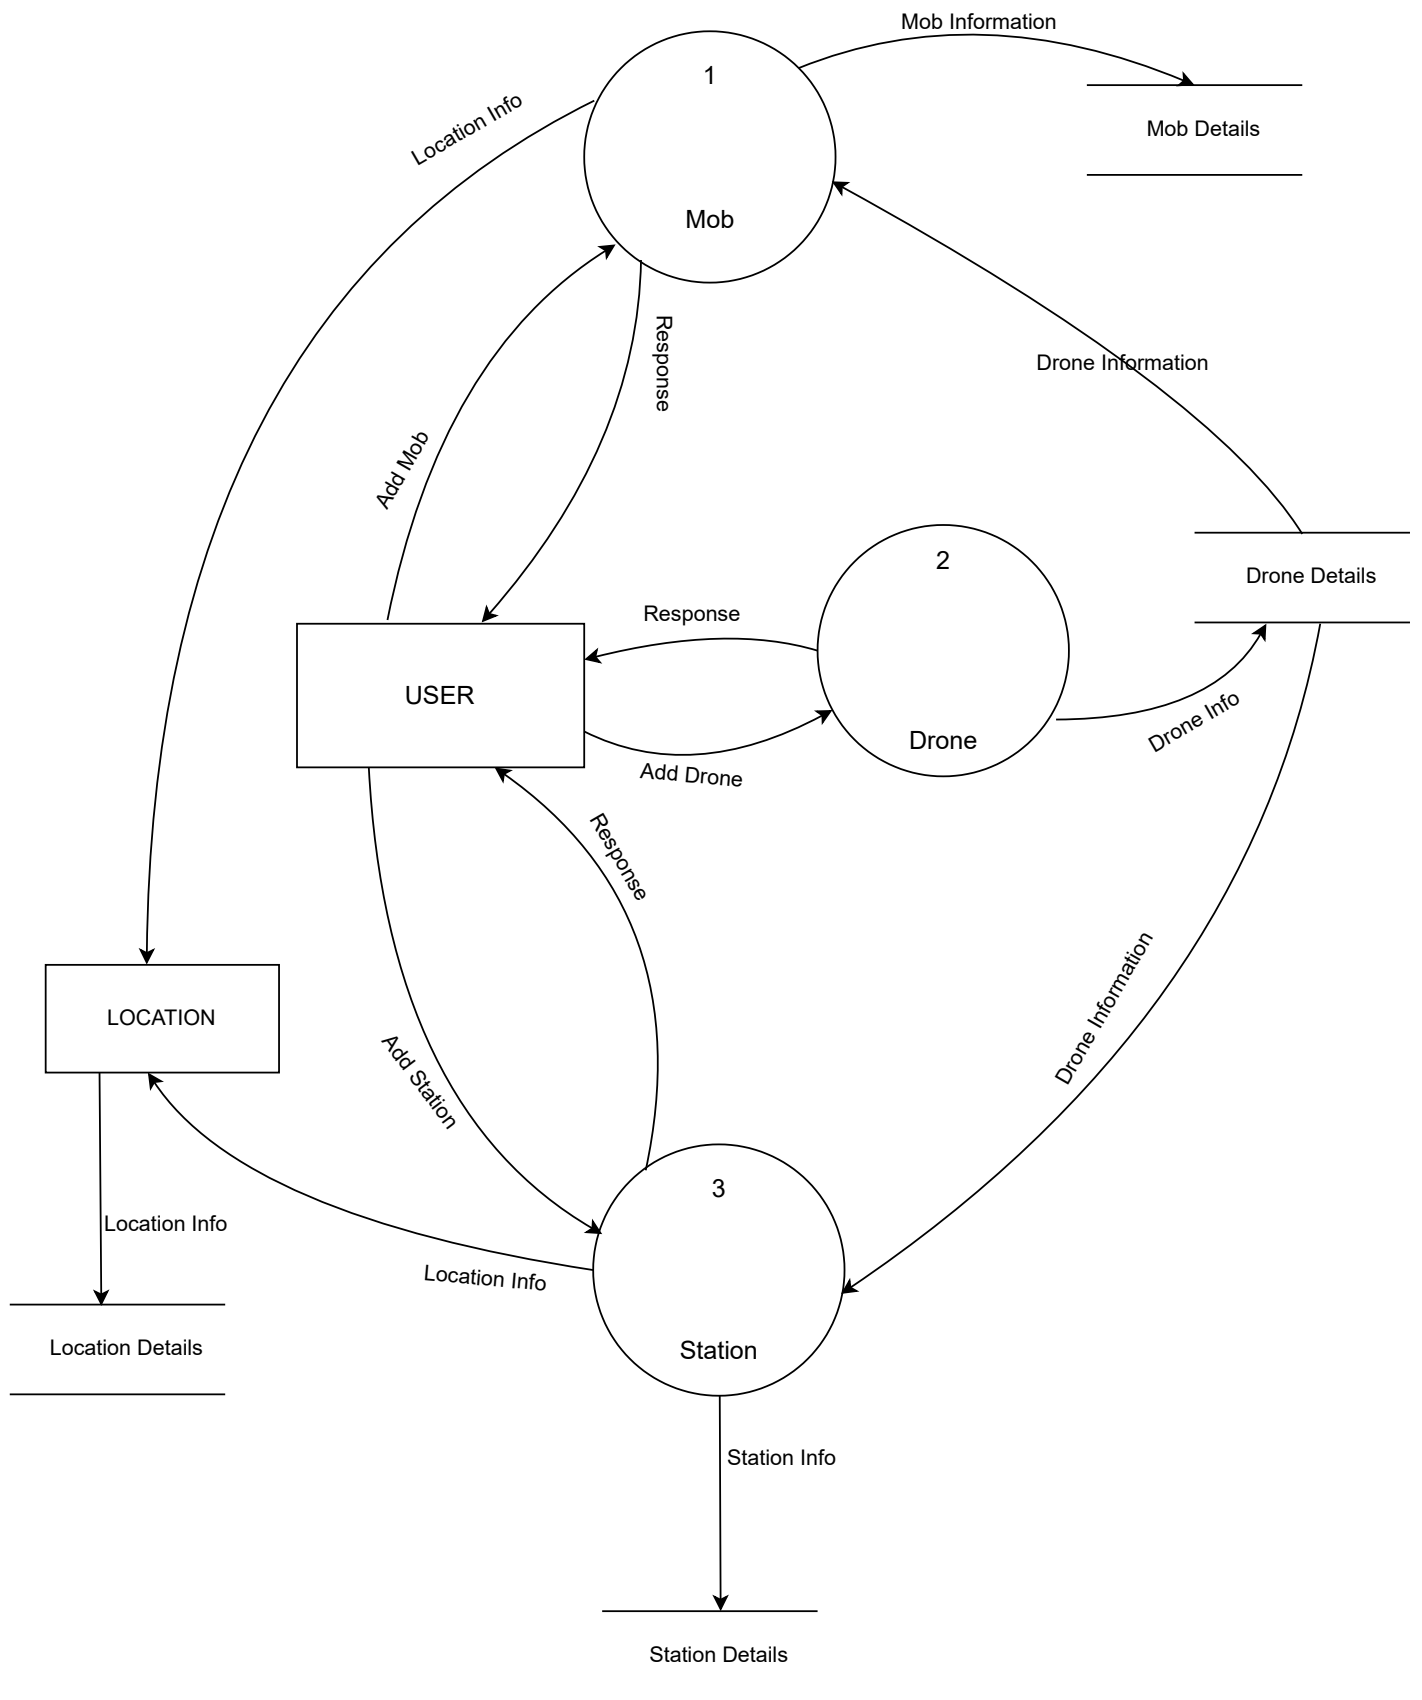 Mob Information
1
Location Info
Mob Details
Mob
Response
Drone Information
Add Mob
2
Drone Details
Response
USER
Drone Info
Drone
Add Drone
Response
Drone Information
LOCATION
Add Station
3
Location Info
Location Info
Location Details
Station
Station Info
Station Details